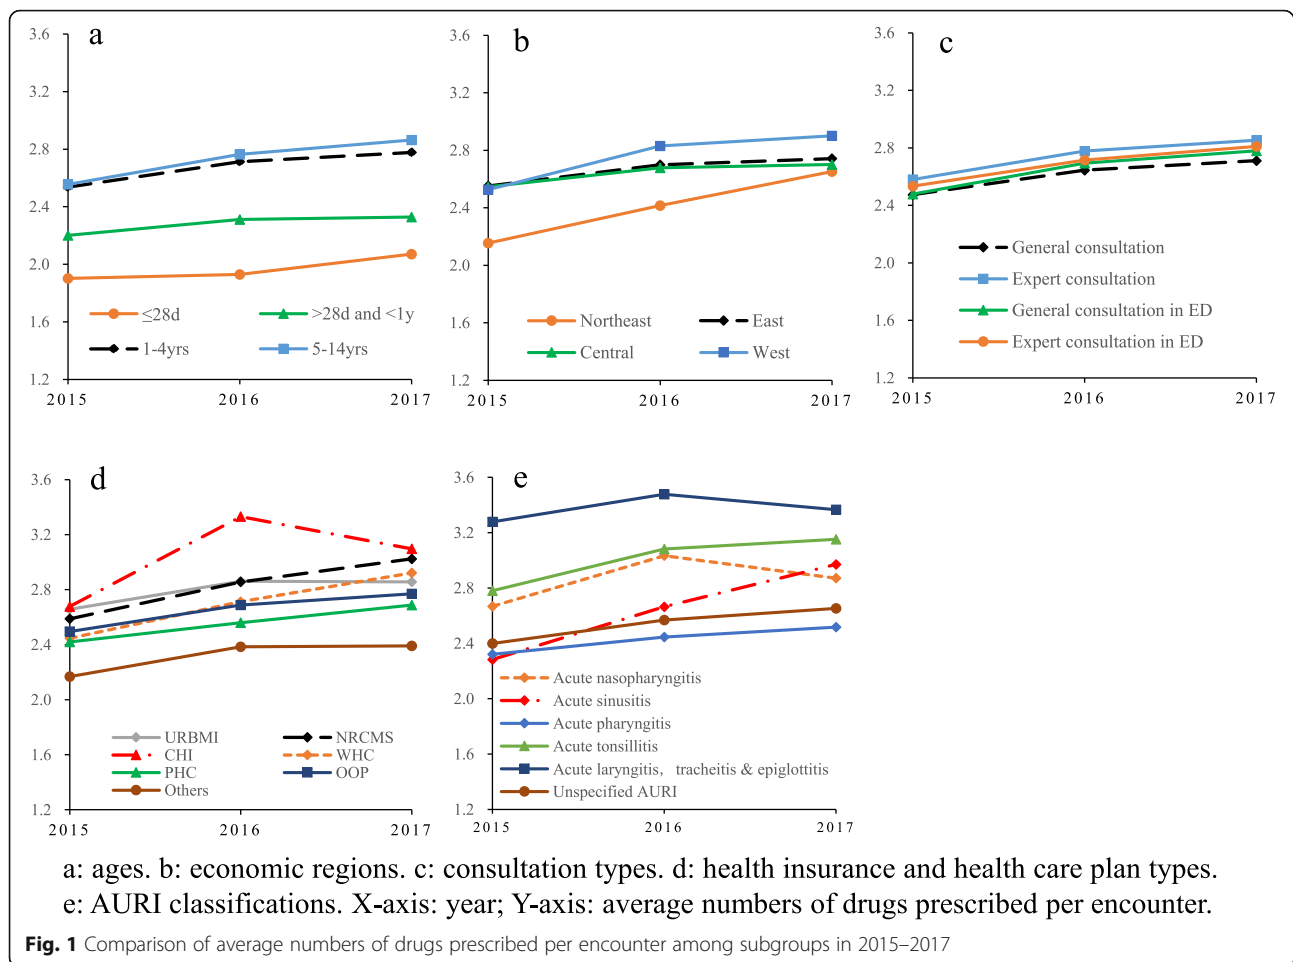 a
3.6
3.2
2.8
2.4
2.0
1.6
1.2
2015 2016 2017
≤28d >28d and <1y
1-4yrs 5-14yrs
b
3.6
3.2
2.8
2.4
2.0
1.6
1.2
2015 2016 2017
Northeast East
Central West
c
3.6
3.2
2.8
2.4
2.0
1.6
1.2
2015 2016 2017
General consultation
Expert consultation
General consultation in ED
Expert consultation in ED
d
3.6
3.2
2.8
2.4
2.0
1.6
1.2
2015 2016 2017
URBMI NRCMS
CHI WHC
PHC OOP
Others
e
3.6
3.2
2.8
2.4
2.0
1.6
1.2
2015 2016 2017
Acute nasopharyngitis
Acute sinusitis
Acute pharyngitis
Acute tonsillitis
Acute laryngitis, tracheitis & epiglottitis
Unspecified AURI
a: ages. b: economic regions. c: consultation types. d: health insurance and health care plan types.
e: AURI classifications. X-axis: year; Y-axis: average numbers of drugs prescribed per encounter.
Fig. 1 Comparison of average numbers of drugs prescribed per encounter among subgroups in 2015–2017